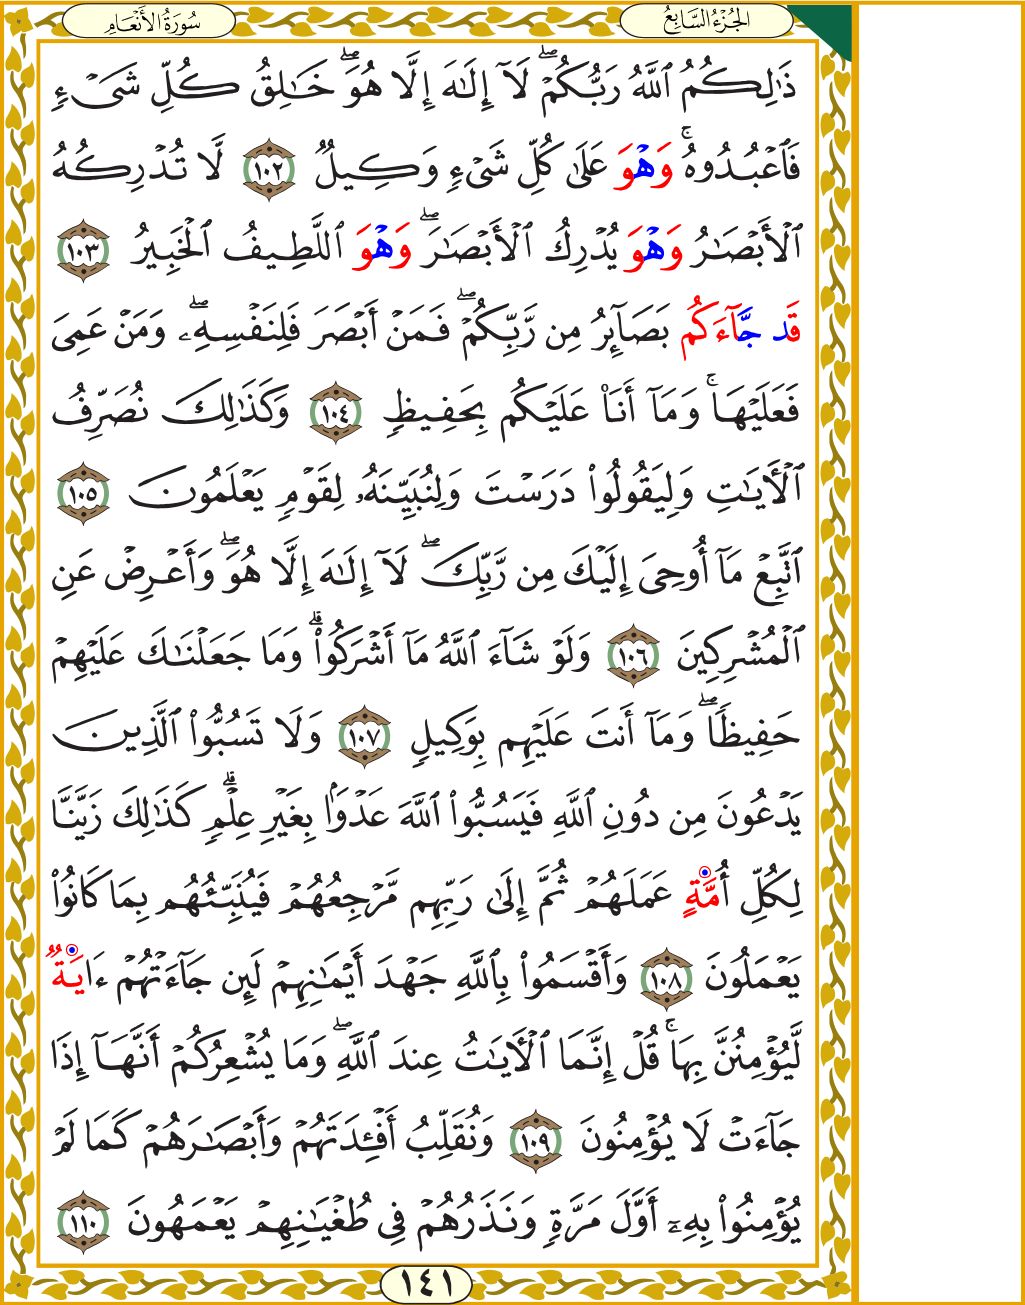 سُورَةُ الأَنْعَامِ
الجُزْءُ السَّابِعُ
ذَٰلِكُمُ ٱللَّهُ رَبُّكُمْۖ لَآ إِلَـٰهَ إِلَّا هُوَۖ خَـٰلِقُ كُلِّ شَىْءٍ
فَٱعْبُدُوهُۚ وَهْوَ عَلَىٰ كُلِّ شَىْءٍ وَكِيلٌ ١٠٢ لَّا تُدْرِكُهُ
ٱلْأَبْصَـٰرُ وَهْوَ يُدْرِكُ ٱلْأَبْصَـٰرَۖ وَهْوَ ٱللَّطِيفُ ٱلْخَبِيرُ ١٠٣
قَد جَّآءَكُم بَصَآئِرُ مِن رَّبِّكُمْۖ فَمَنْ أَبْصَرَ فَلِنَفْسِهِۦۖ وَمَنْ عَمِىَ
فَعَلَيْهَاۚ وَمَآ أَنَا۠ عَلَيْكُم بِحَفِيظٍ ١٠٤ وَكَذَٰلِكَ نُصَرِّفُ
ٱلْـَٔايَـٰتِ وَلِيَقُولُوا۟ دَرَسْتَ وَلِنُبَيِّنَهُۥ لِقَوْمٍ يَعْلَمُونَ ١٠٥
ٱتَّبِعْ مَآ أُوحِىَ إِلَيْكَ مِن رَّبِّكَۖ لَآ إِلَـٰهَ إِلَّا هُوَۖ وَأَعْرِضْ عَنِ
ٱلْمُشْرِكِينَ ١٠٦ وَلَوْ شَآءَ ٱللَّهُ مَآ أَشْرَكُوا۟ۗ وَمَا جَعَلْنَـٰكَ عَلَيْهِمْ
حَفِيظًاۖ وَمَآ أَنتَ عَلَيْهِم بِوَكِيلٍ ١٠٧ وَلَا تَسُبُّوا۟ ٱلَّذِينَ
يَدْعُونَ مِن دُونِ ٱللَّهِ فَيَسُبُّوا۟ ٱللَّهَ عَدْوًۢا بِغَيْرِ عِلْمٍۗ كَذَٰلِكَ زَيَّنَّا
لِكُلِّ أُمَّةٍ عَمَلَهُمْ ثُمَّ إِلَىٰ رَبِّهِم مَّرْجِعُهُمْ فَيُنَبِّئُهُم بِمَا كَانُوا۟
يَعْمَلُونَ ١٠٨ وَأَقْسَمُوا۟ بِٱللَّهِ جَهْدَ أَيْمَـٰنِهِمْ لَئِن جَآءَتْهُمْ ءَايَةٌ
لَّيُؤْمِنُنَّ بِهَاۚ قُلْ إِنَّمَا ٱلْـَٔايَـٰتُ عِندَ ٱللَّهِۖ وَمَا يُشْعِرُكُمْ أَنَّهَآ إِذَا
جَآءَتْ لَا يُؤْمِنُونَ ١٠٩ وَنُقَلِّبُ أَفْـِٔدَتَهُمْ وَأَبْصَـٰرَهُمْ كَمَا لَمْ
يُؤْمِنُوا۟ بِهِۦٓ أَوَّلَ مَرَّةٍ وَنَذَرُهُمْ فِى طُغْيَـٰنِهِمْ يَعْمَهُونَ ١١٠
١٤١